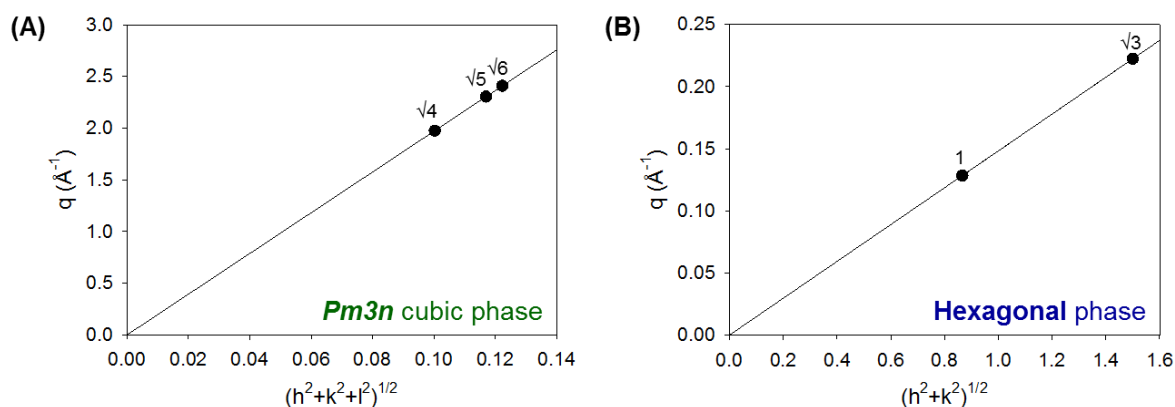 (A)
3.0
2.5
2.0
1.5
1.0
0.5
0.0
q (Å⁻¹)
√4
√5
√6
Pm3n cubic phase
0.00 0.02 0.04 0.06 0.08 0.10 0.12 0.14
(h²+k²+l²)¹/²
(B)
0.25
0.20
0.15
0.10
0.05
0.00
q (Å⁻¹)
1
√3
Hexagonal phase
0.0 0.2 0.4 0.6 0.8 1.0 1.2 1.4 1.6
(h²+k²)¹/²